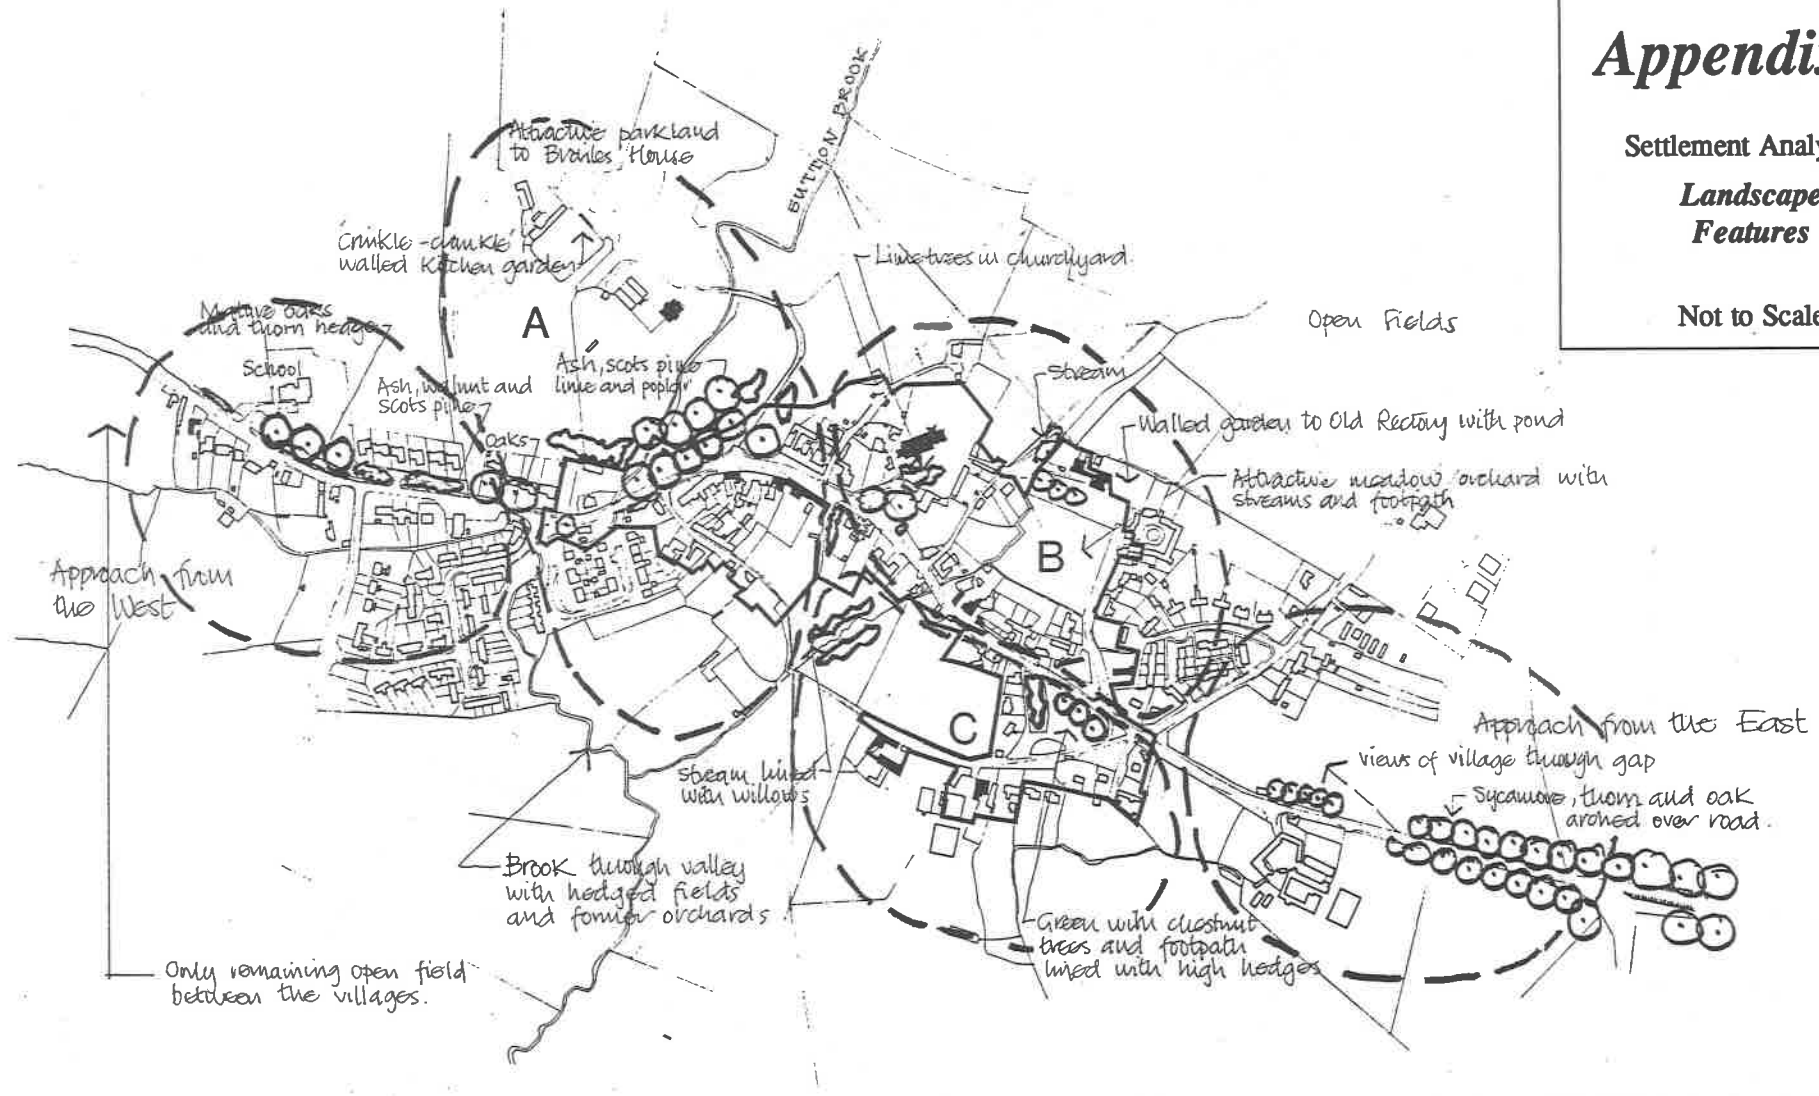 Appendi
Settlement Analy
Landscape
Features
Not to Scale
Attractive parkland
to Brailes House
SUTTON BROOK
'Crinkle-crankle'
walled Kitchen garden
Lime trees in churchyard.
Mature oaks
and thorn hedge
School
A
Open Fields
Ash, walnut and
scots pine
Ash, scots pine
lime and poplar
Oaks
Stream
Walled garden to Old Rectory with pond
Attractive meadow/orchard with
streams and footpath
B
Approach from
the West
C
Approach from the East
views of village through gap
Sycamore, thorn and oak
arched over road.
Stream lined
with willows
Brook through valley
with hedged fields
and former orchards
Green with chestnut
trees and footpath
lined with high hedges
Only remaining open field
between the villages.